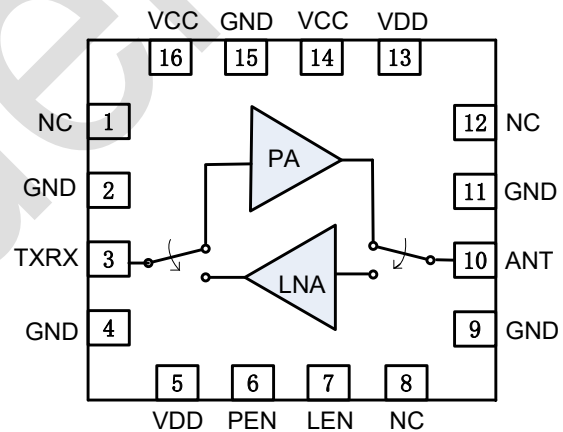 VCC GND VCC DD
16 15 14 13
NC 1
12 NC
GND 2
11 GND
PA
TXRX 3
10 ANT
LNA
GND 4
9 GND
5 6 7 8
VDD PEN LEN NC